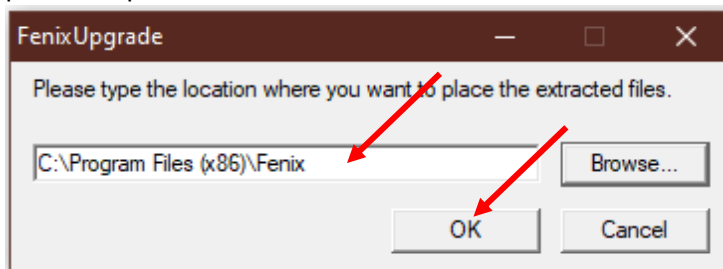 FenixUpgrade
Please type the location where you want to place the extracted files.
C:\Program Files (x86)\Fenix
Browse...
OK
Cancel